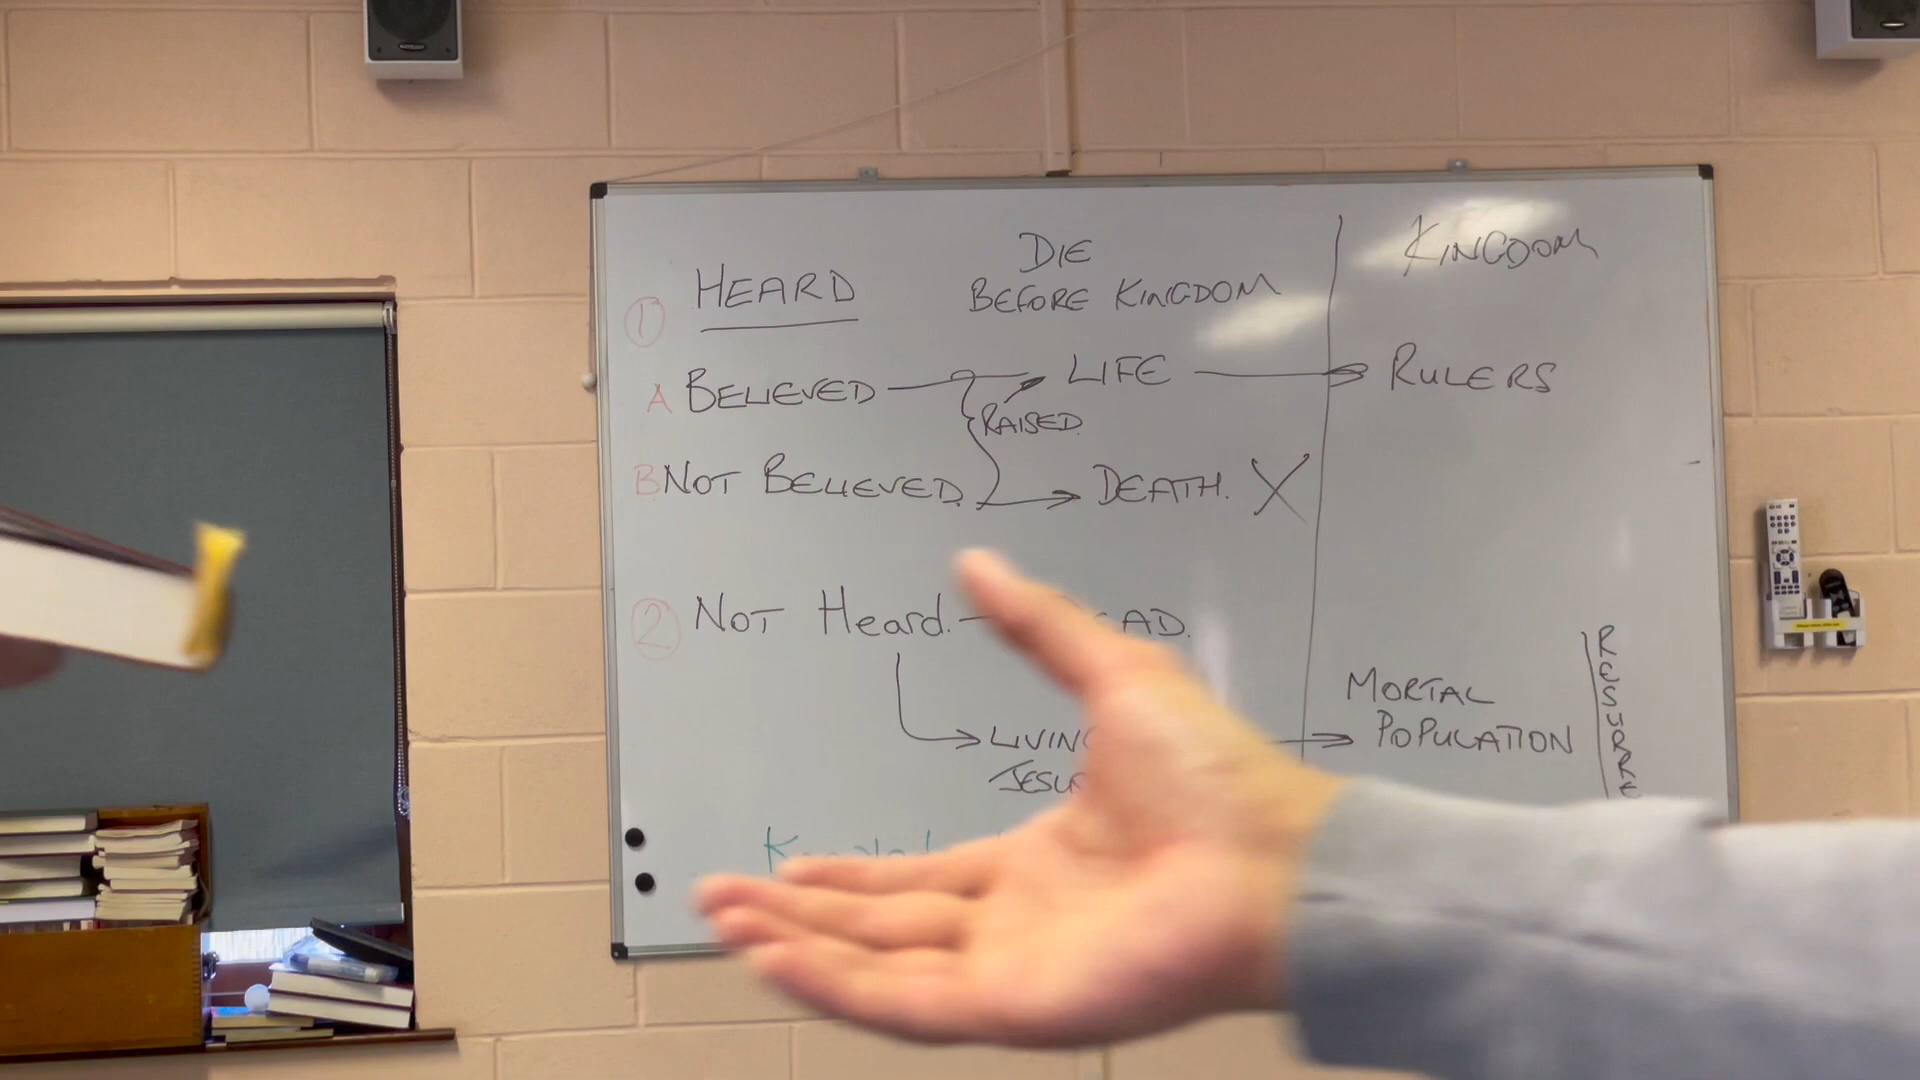 DIE
BEFORE KINGDOM
KINGDOM
① HEARD
A BELIEVED
LIFE
RULERS
RAISED
B. NOT BELIEVED.
DEATH. X
② NOT Heard.
MORTAL
POPULATION